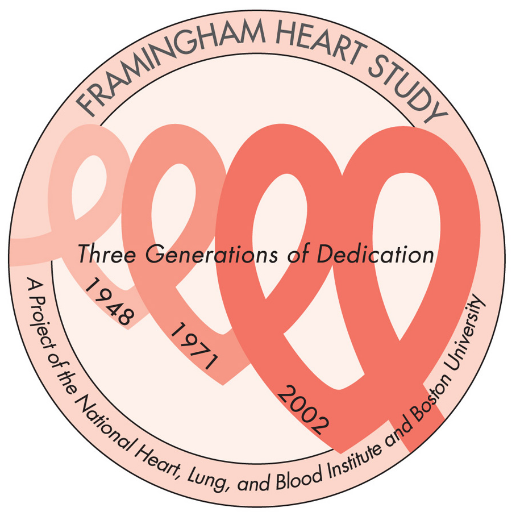 FRAMINGHAM HEART STUDY
Three Generations of Dedication
1948
1971
2002
A Project of the National Heart, Lung, and Blood Institute and Boston University